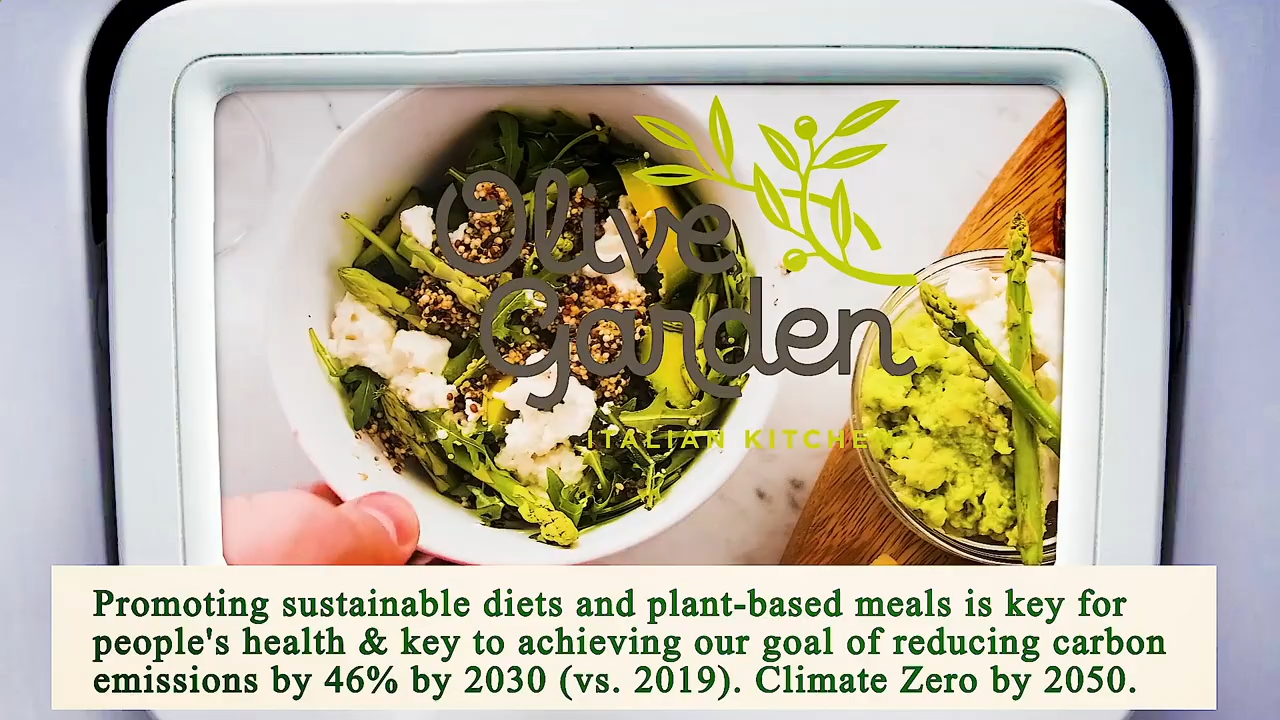 Olive
Garden
ITALIAN KITCHEN
Promoting sustainable diets and plant-based meals is key for
people's health & key to achieving our goal of reducing carbon
emissions by 46% by 2030 (vs. 2019). Climate Zero by 2050.